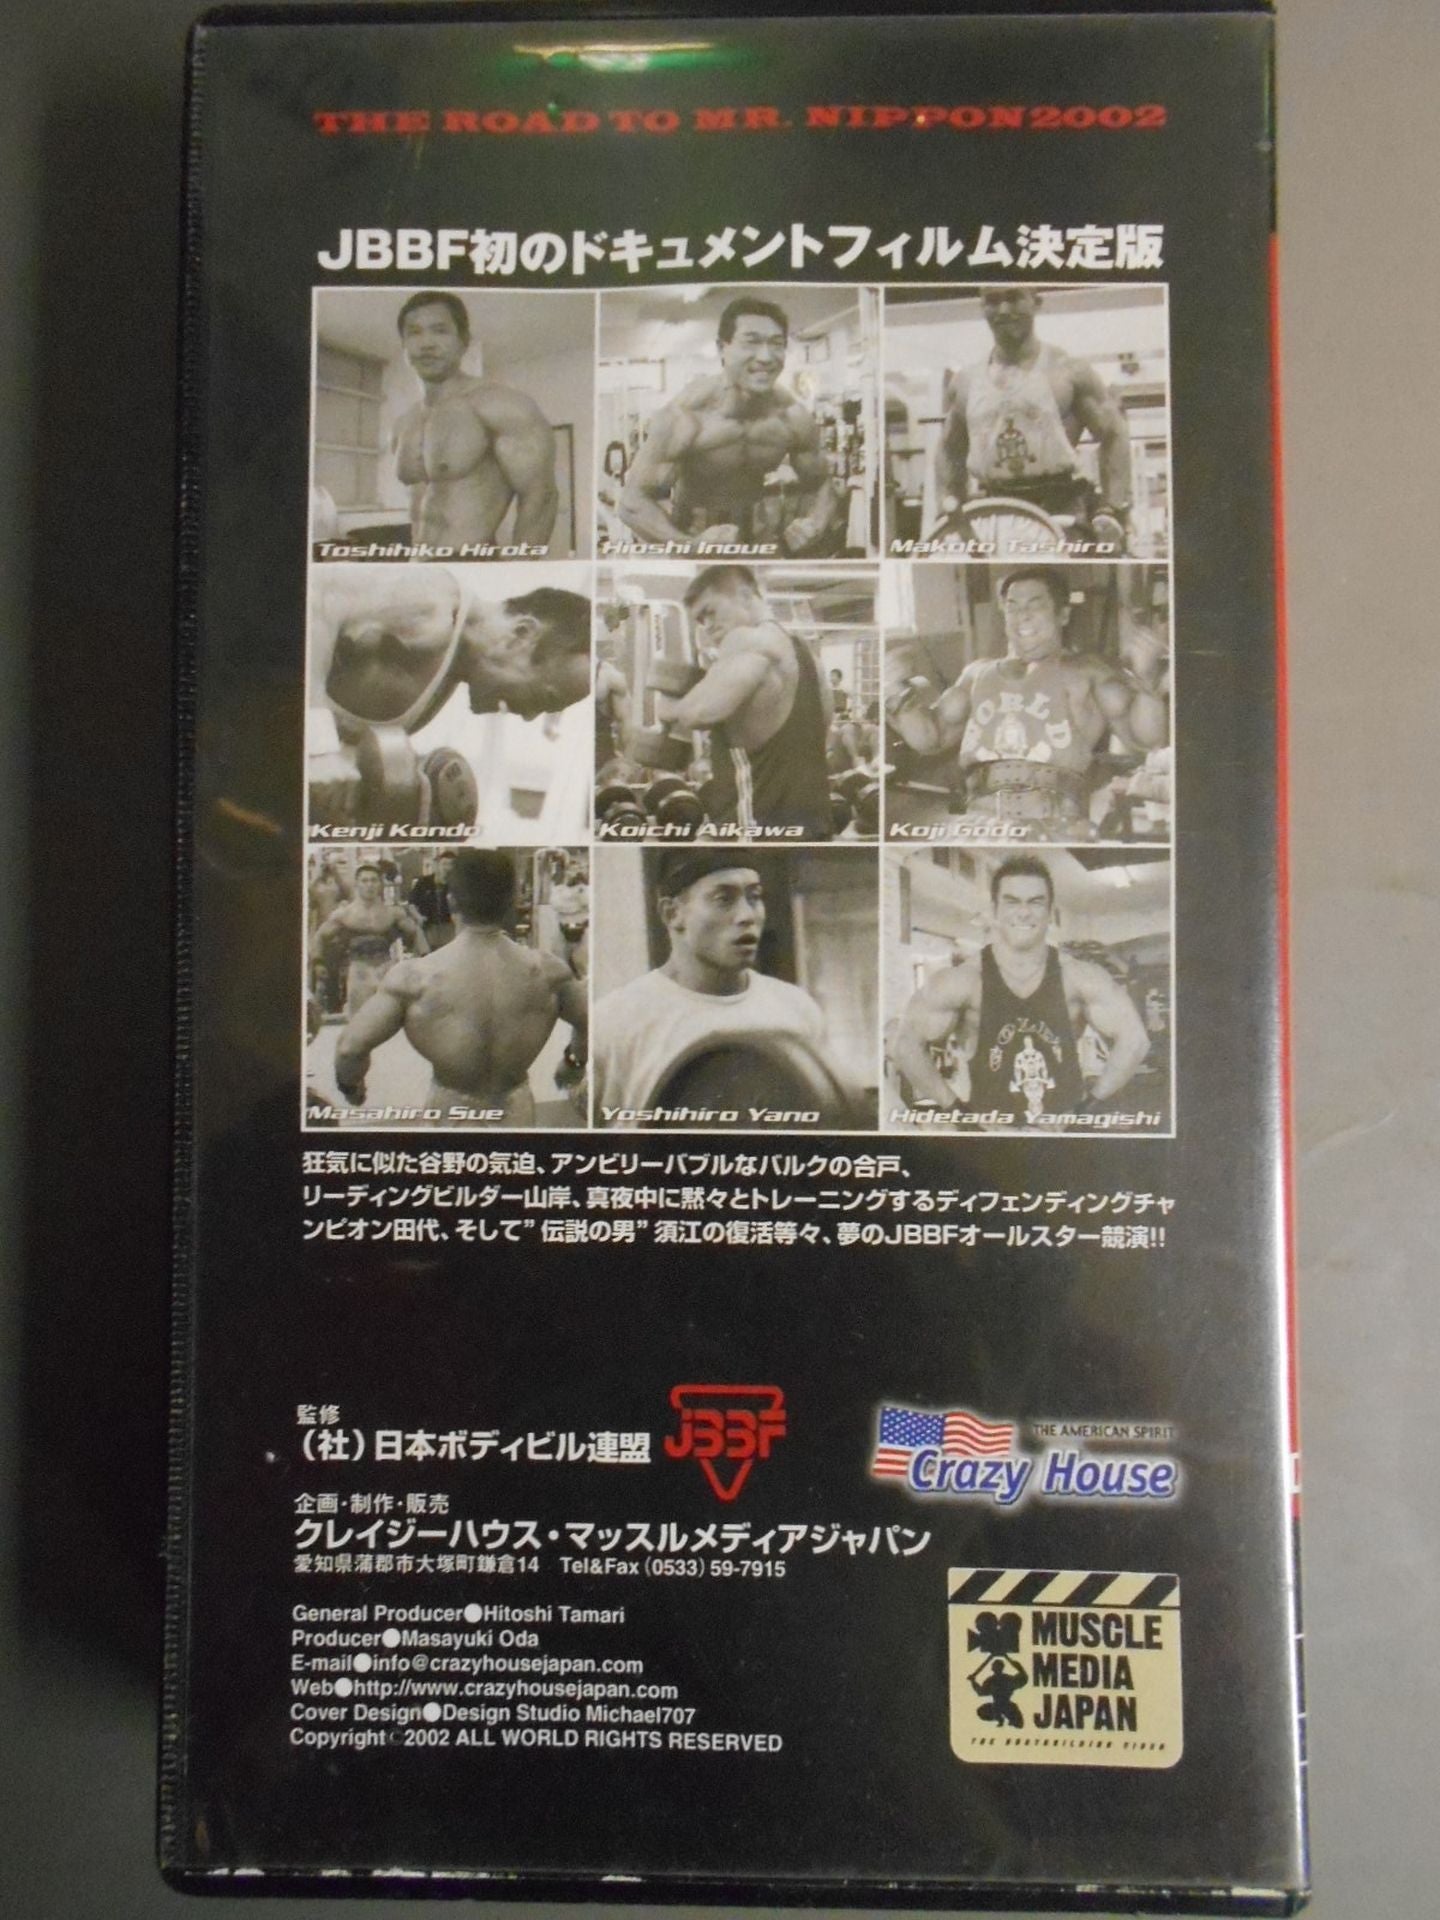 THE ROAD TO MR. NIPPON2002
JBBF初のドキュメントフィルム決定版
Toshihiko Hirota
Hioshi Inoue
Makoto Tashiro
WORLD
Kenji Kondo
Koichi Aikawa
Koji Godo
GOLD'S
Masahiro Sue
Yoshihiro Yano
Hidetada Yamagishi
狂気に似た谷野の気迫、アンビリーバブルなバルクの合戸、
リーディングビルダー山岸、真夜中に黙々とトレーニングするディフェンディングチャ
ンピオン田代、そして”伝説の男”須江の復活等々、夢のJBBFオールスター競演!!
監修
(社)日本ボディビル連盟
JBBF
THE AMERICAN SPIRIT
Crazy House
企画・制作・販売
クレイジーハウス・マッスルメディアジャパン
愛知県蒲郡市大塚町鎌倉14 Tel&Fax(0533)59-7915
General Producer●Hitoshi Tamari
Producer●Masayuki Oda
E-mail●info@crazyhousejapan.com
Web●http://www.crazyhousejapan.com
Cover Design●Design Studio Michael707
Copyright©2002 ALL WORLD RIGHTS RESERVED
MUSCLE
MEDIA
JAPAN
THE BODYBUILDING VIDEO